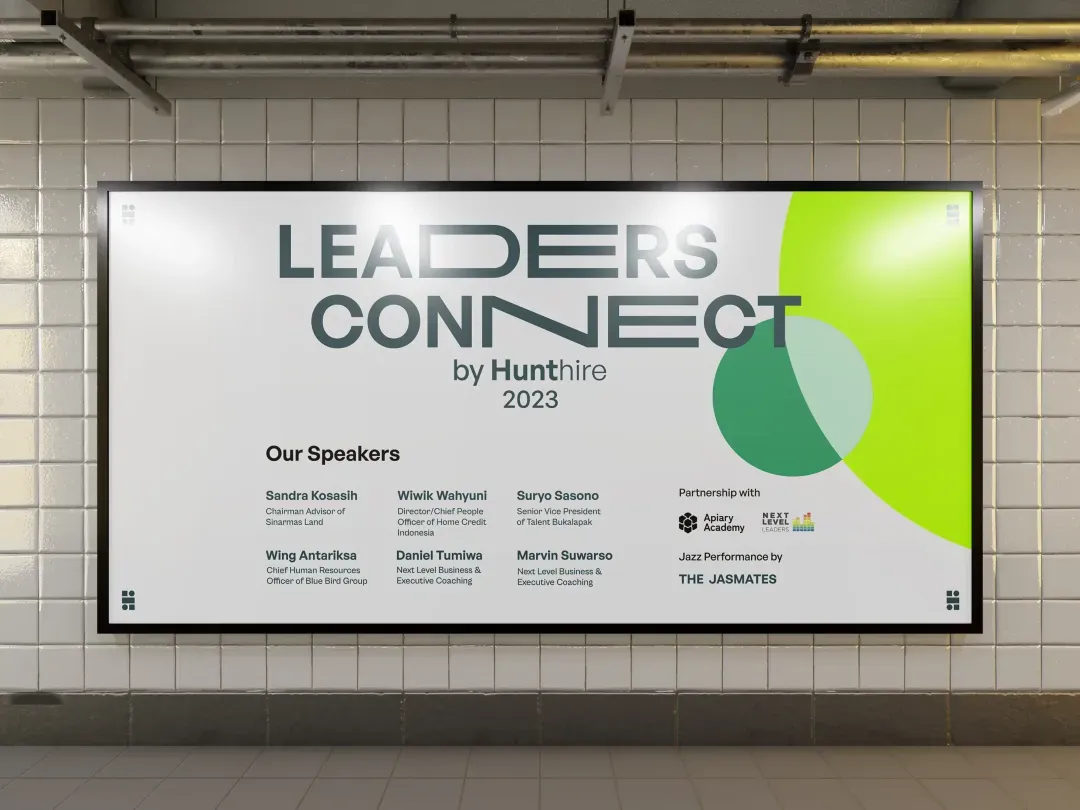 LEADERS
CONNECT
by Hunthire
2023
Our Speakers
Sandra Kosasih
Chairman Advisor of
Sinarmas Land
Wiwik Wahyuni
Director/Chief People
Officer of Home Credit
Indonesia
Suryo Sasono
Senior Vice President
of Talent Bukalapak
Wing Antariksa
Chief Human Resources
Officer of Blue Bird Group
Daniel Tumiwa
Next Level Business &
Executive Coaching
Marvin Suwarso
Next Level Business &
Executive Coaching
Partnership with
Apiary
Academy
NEXT
LEVEL
LEADERS
Jazz Performance by
THE JASMATES